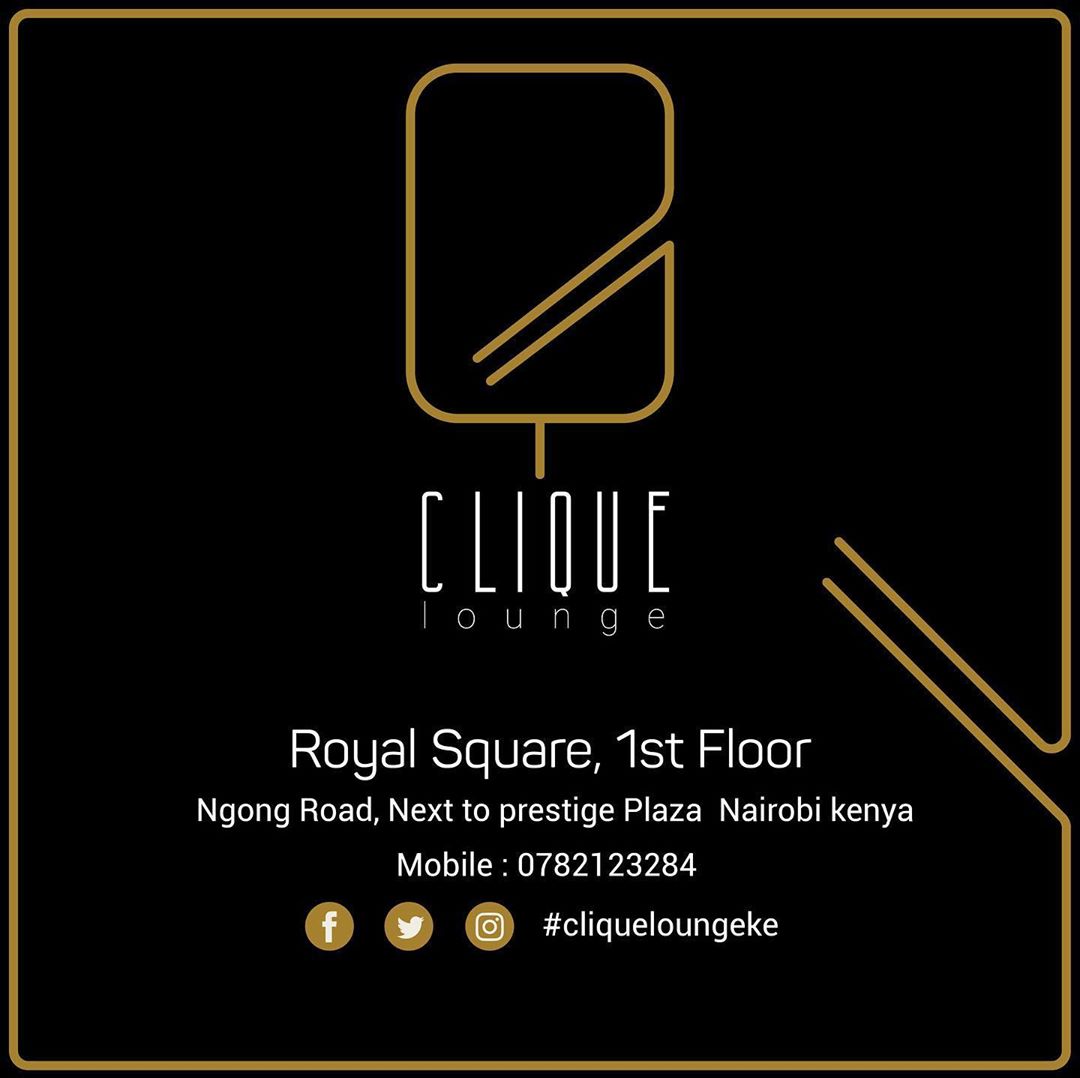 CLIQUE
lounge
Royal Square, 1st Floor
Ngong Road, Next to prestige Plaza  Nairobi kenya
Mobile : 0782123284
#cliqueloungeke